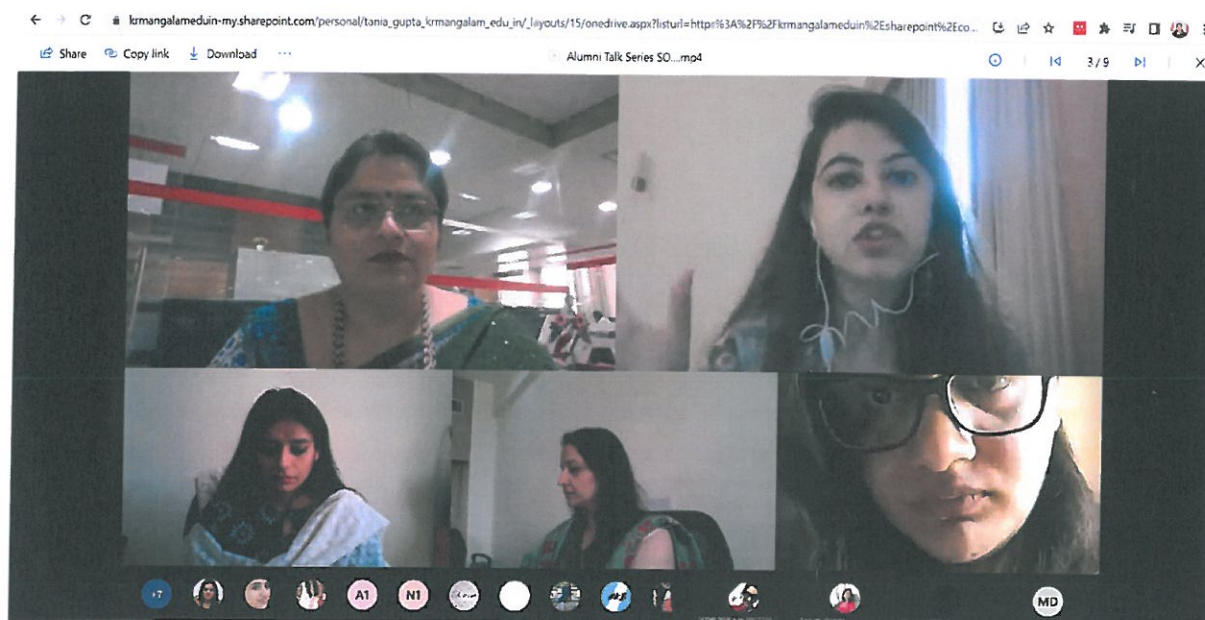 krmangalameduin-my.sharepoint.com/personal/tania_gupta_krmangalam_edu_in/_layouts/15/onedrive.aspx?listurl=https%3A%2F%2Fkrmangalameduin%2Esharepoint%2Eco...
Share Copy link Download ... Alumni Talk Series SO....mp4 3/9
+7 A1 N1 MD